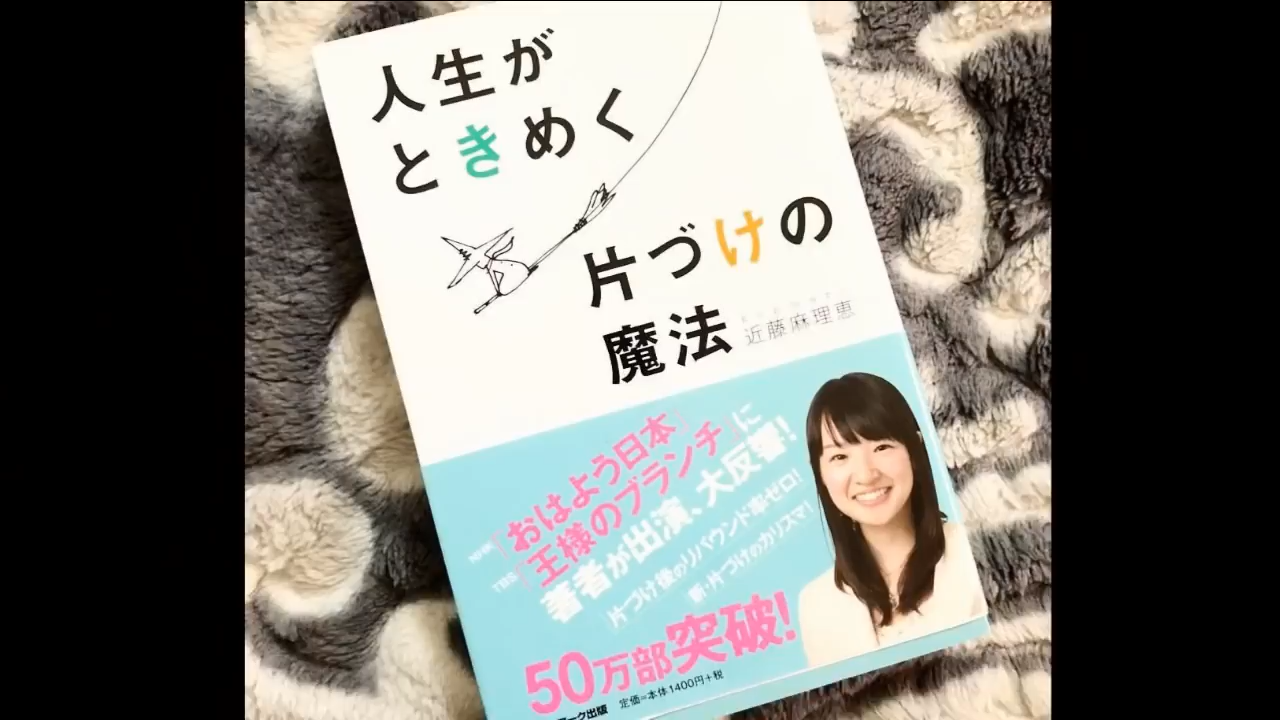 人生が
ときめく
片づけの
魔法
近藤麻理恵
NHK「おはよう日本」
TBS「王様のブランチ」に
著者が出演、大反響!
片づけ後のリバウンド率ゼロ!
新・片づけのカリスマ!
50万部突破!
定価=本体1400円+税
ーク出版